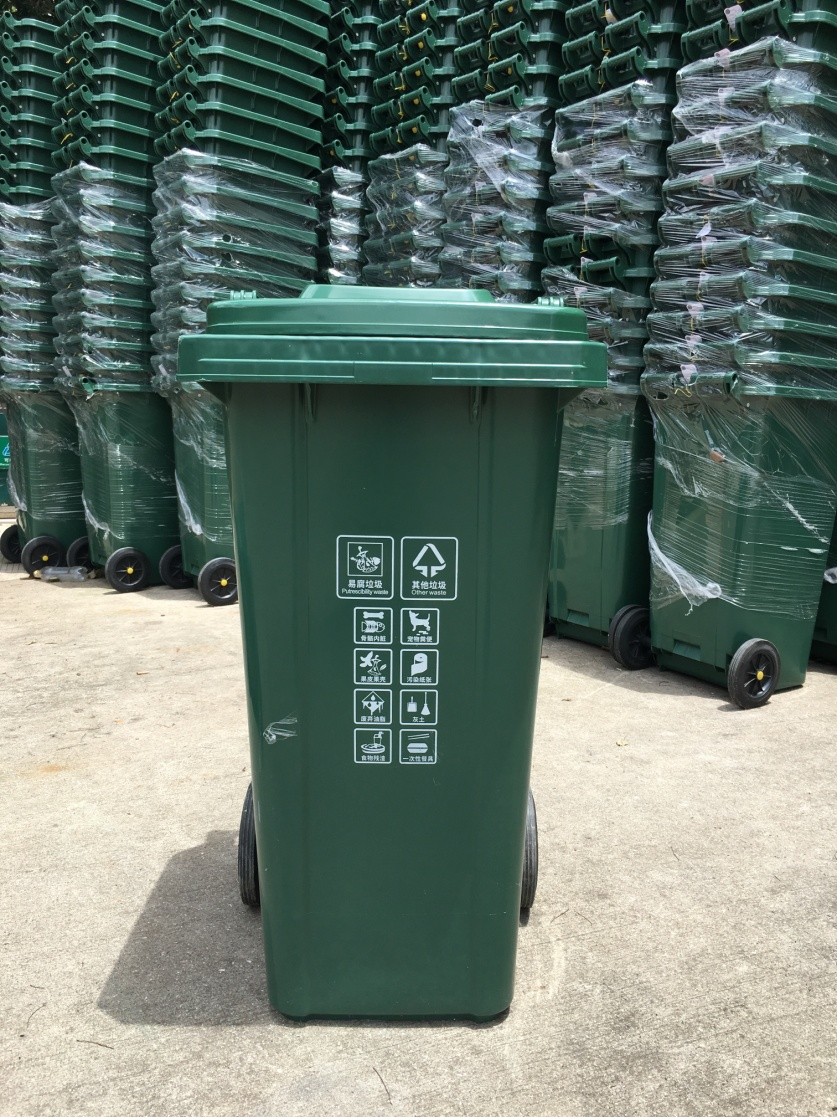 易腐垃圾
Putrescibility waste
其他垃圾
Other waste
骨骼内脏
宠物粪便
果皮果壳
污染纸张
废弃油脂
灰土
食物残渣
一次性餐具